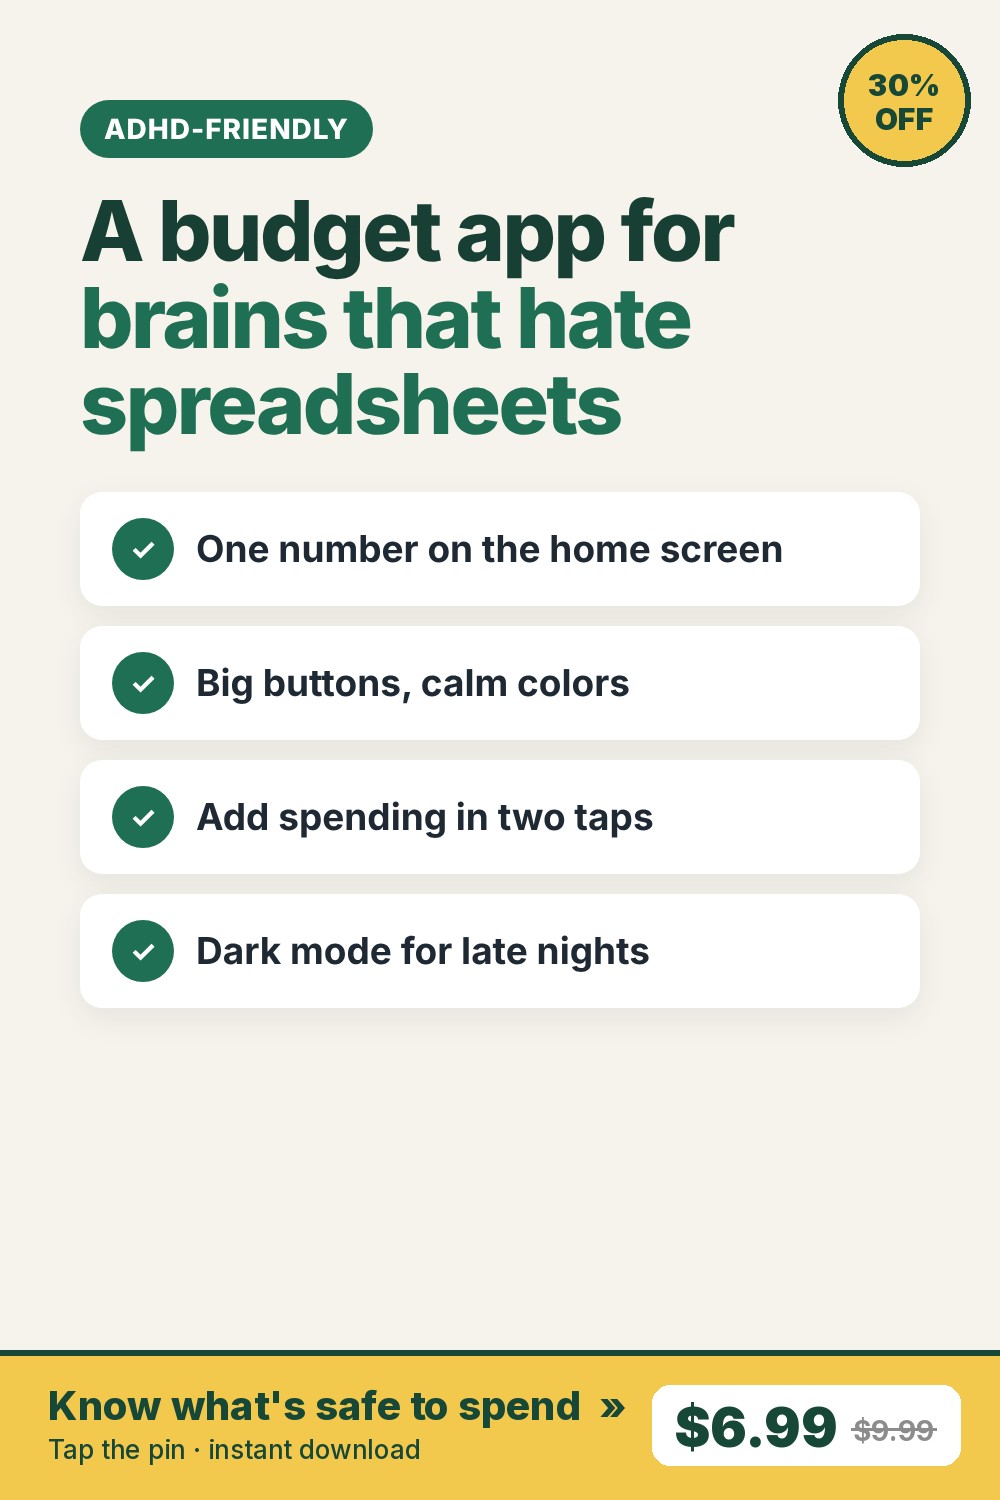 30%
OFF
ADHD-FRIENDLY
A budget app for
brains that hate
spreadsheets
One number on the home screen
Big buttons, calm colors
Add spending in two taps
Dark mode for late nights
Know what's safe to spend »
Tap the pin · instant download
$6.99 $9.99